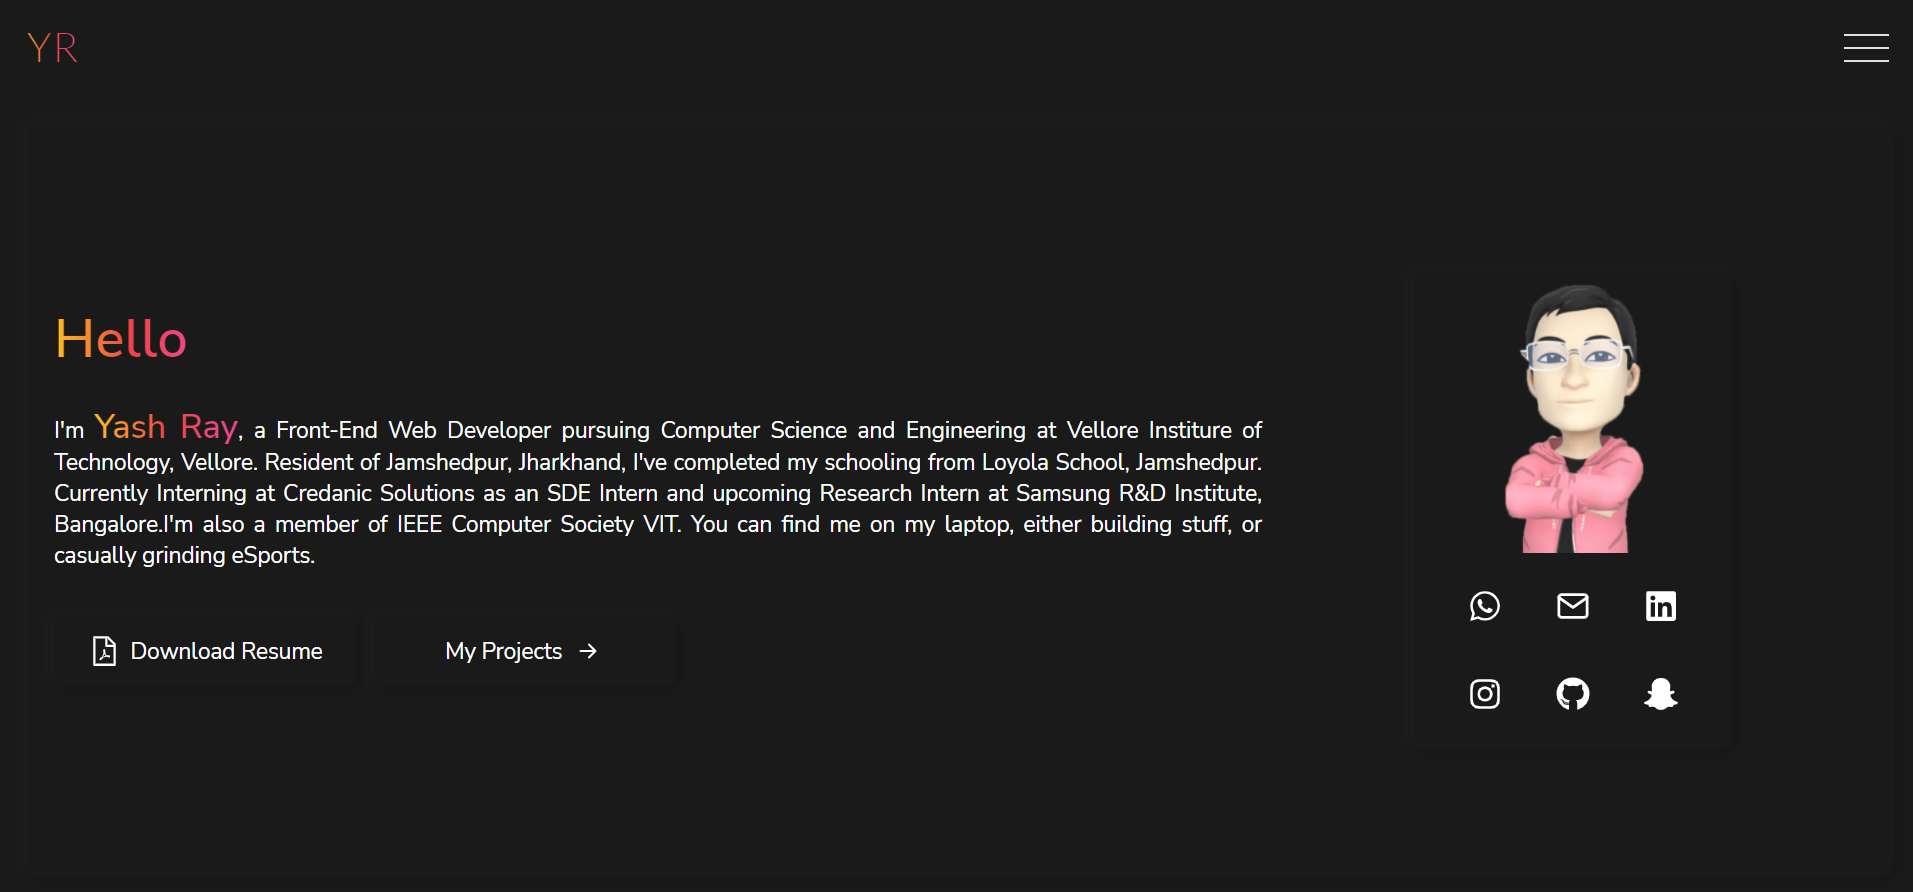 YR
Hello
I'm Yash Ray, a Front-End Web Developer pursuing Computer Science and Engineering at Vellore Institure of
Technology, Vellore. Resident of Jamshedpur, Jharkhand, I've completed my schooling from Loyola School, Jamshedpur.
Currently Interning at Credanic Solutions as an SDE Intern and upcoming Research Intern at Samsung R&D Institute,
Bangalore.I'm also a member of IEEE Computer Society VIT. You can find me on my laptop, either building stuff, or
casually grinding eSports.
Download Resume
My Projects →
in